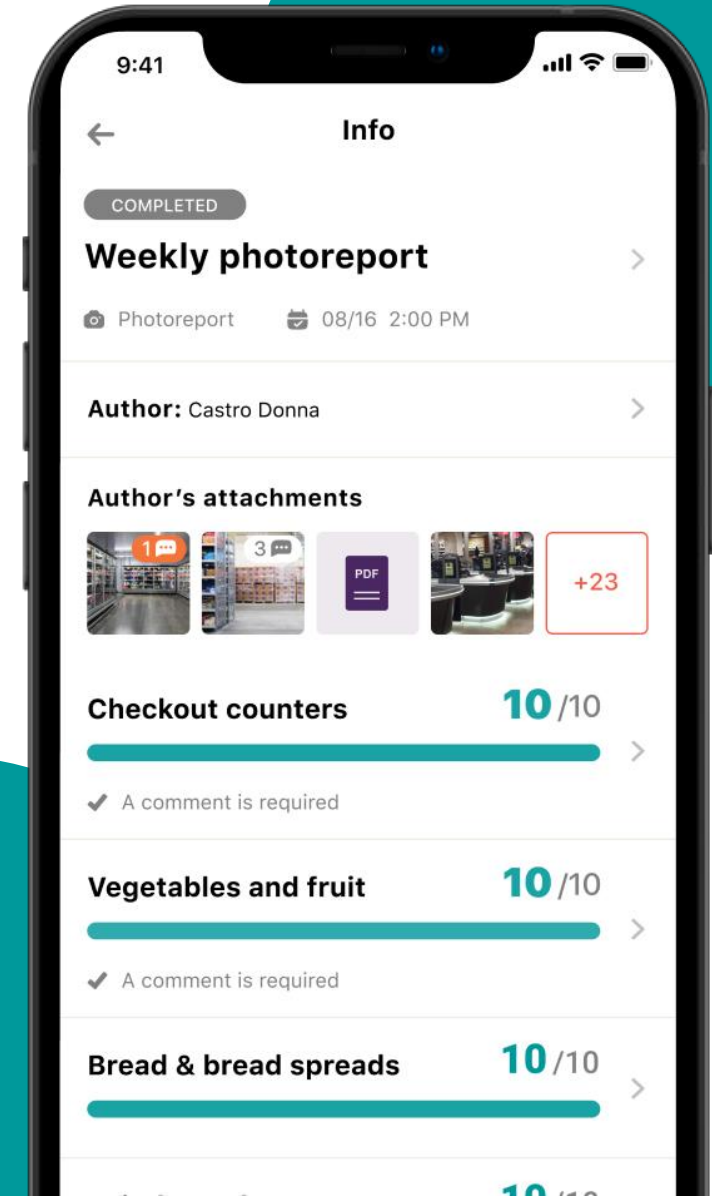 9:41
Info
COMPLETED
Weekly photoreport
Photoreport 08/16 2:00 PM
Author: Castro Donna
Author's attachments
1 3 PDF +23
Checkout counters 10/10
A comment is required
Vegetables and fruit 10/10
A comment is required
Bread & bread spreads 10/10
10/10